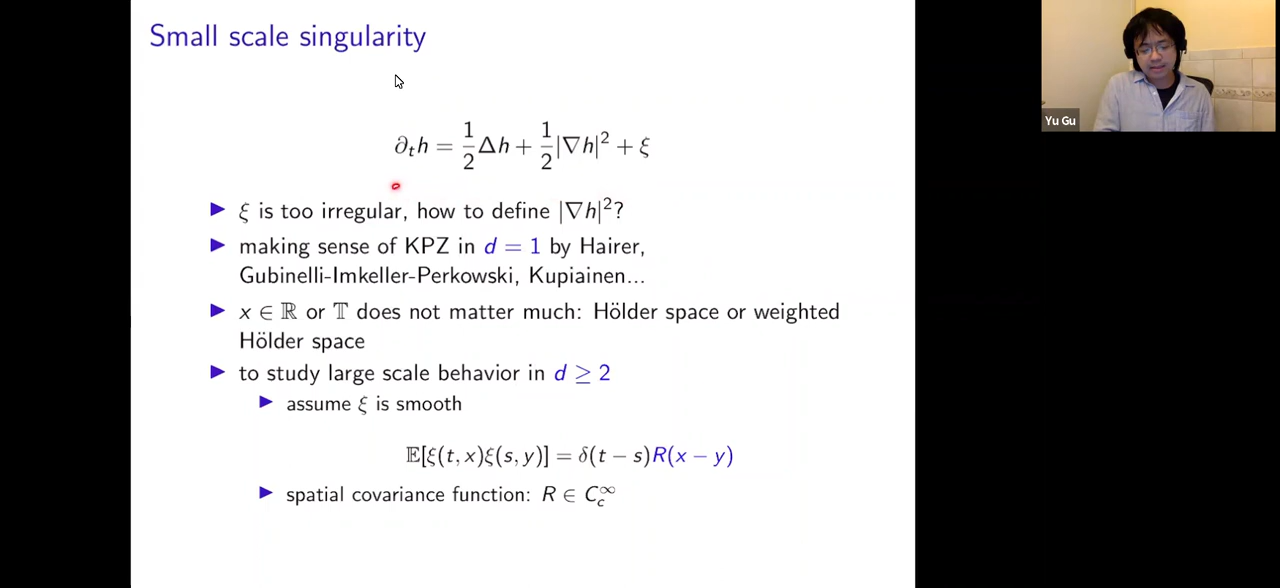 Small scale singularity
∂ₜh = 1/2 Δh + 1/2 |∇h|² + ξ
▶ ξ is too irregular, how to define |∇h|²?
▶ making sense of KPZ in d = 1 by Hairer,
Gubinelli-Imkeller-Perkowski, Kupiainen...
▶ x ∈ ℝ or 𝕋 does not matter much: Hölder space or weighted
Hölder space
▶ to study large scale behavior in d ≥ 2
▶ assume ξ is smooth
𝔼[ξ(t, x)ξ(s, y)] = δ(t − s)R(x − y)
▶ spatial covariance function: R ∈ C_c^∞
Yu Gu